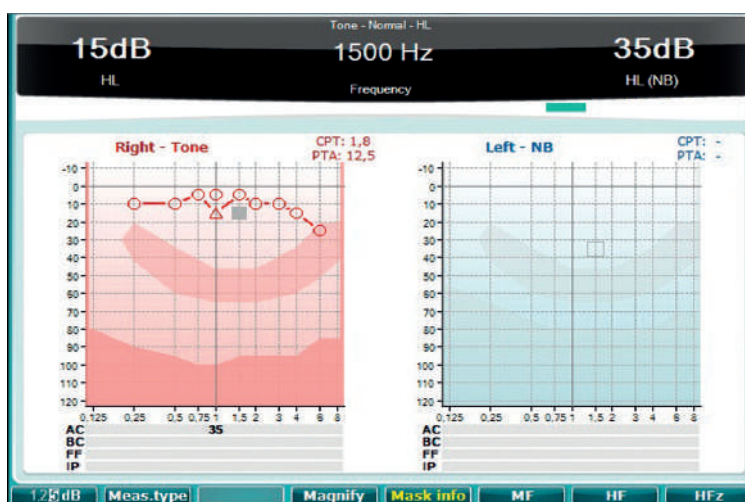 Tone - Normal - HL
15dB 1500 Hz 35dB
HL Frequency HL (NB)
Right - Tone CPT: 1,8
PTA: 12,5
Left - NB CPT: -
PTA: -
-10 -10
0 0
10 10
20 20
30 30
40 40
50 50
60 60
70 70
80 80
90 90
100 100
110 110
120 120
0,125 0,25 0,5 0,75 1 1,5 2 3 4 6 8 0,125 0,25 0,5 0,75 1 1,5 2 3 4 6 8
AC 35 AC
BC BC
FF FF
IP IP
1,2 5 dB Meas.type Magnify Mask info MF HF HFz